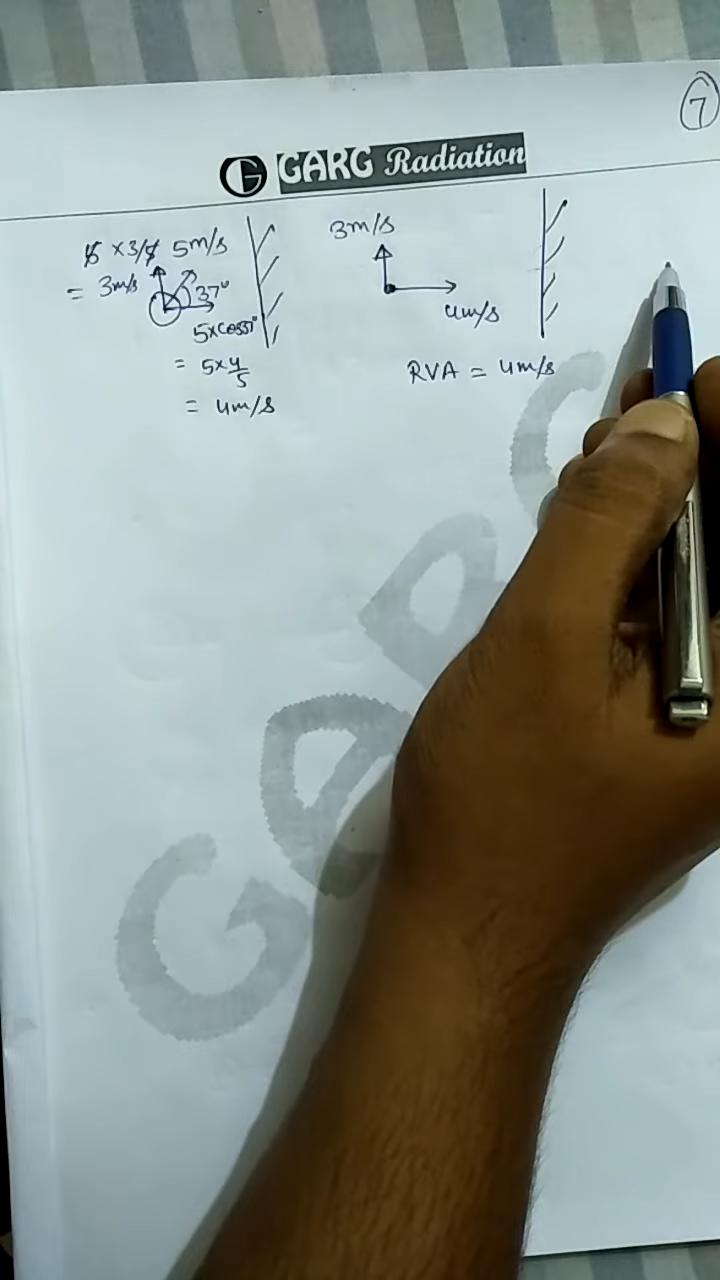 7
G GARG Radiation
5 × 3/5 5m/s
= 3m/s 37°
5×cos37°
= 5×4/5
= 4m/s
3m/s
4m/s
RVA = 4m/s
GARG